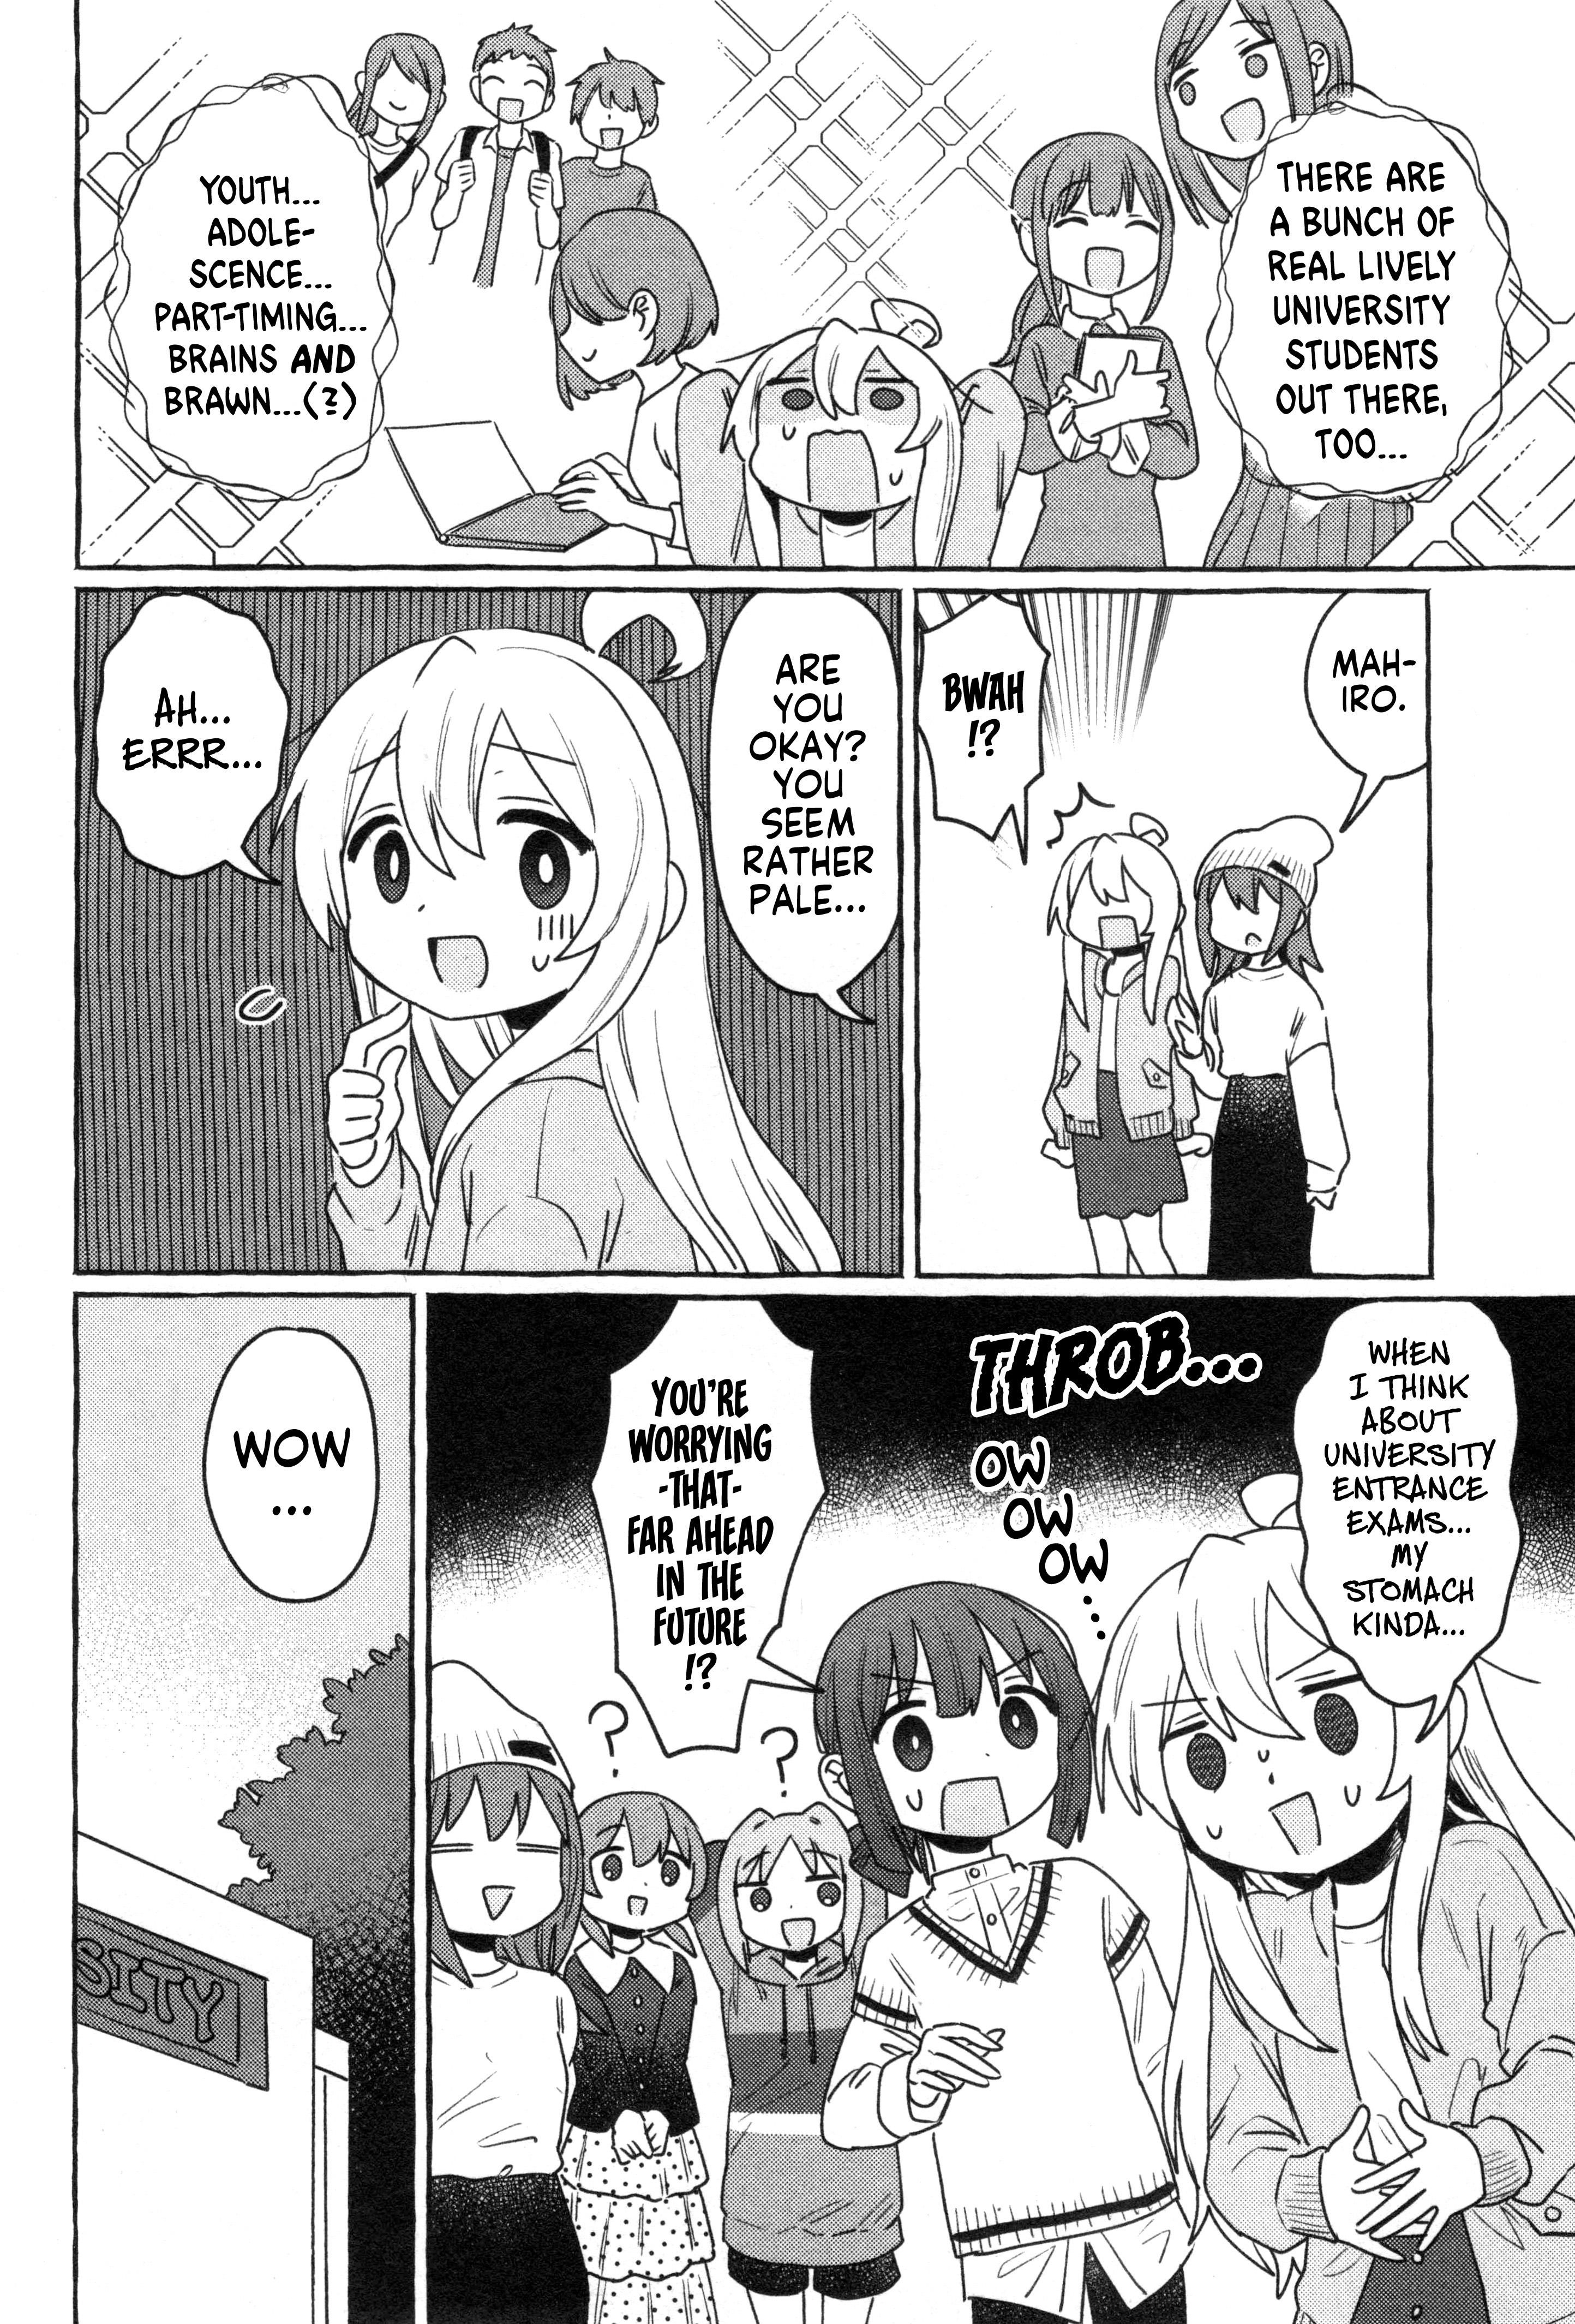 THERE ARE
A BUNCH OF
REAL LIVELY
UNIVERSITY
STUDENTS
OUT THERE,
TOO...
YOUTH...
ADOLE-
SCENCE...
PART-TIMING...
BRAINS AND
BRAWN...(?)
MAH-
IRO.
BWAH
!?
ARE
YOU
OKAY?
YOU
SEEM
RATHER
PALE...
AH...
ERRR...
WHEN
I THINK
ABOUT
UNIVERSITY
ENTRANCE
EXAMS...
MY
STOMACH
KINDA...
THROB...
OW
OW
OW
...
YOU'RE
WORRYING
-THAT-
FAR AHEAD
IN THE
FUTURE
!?
?
?
WOW
...
SITY